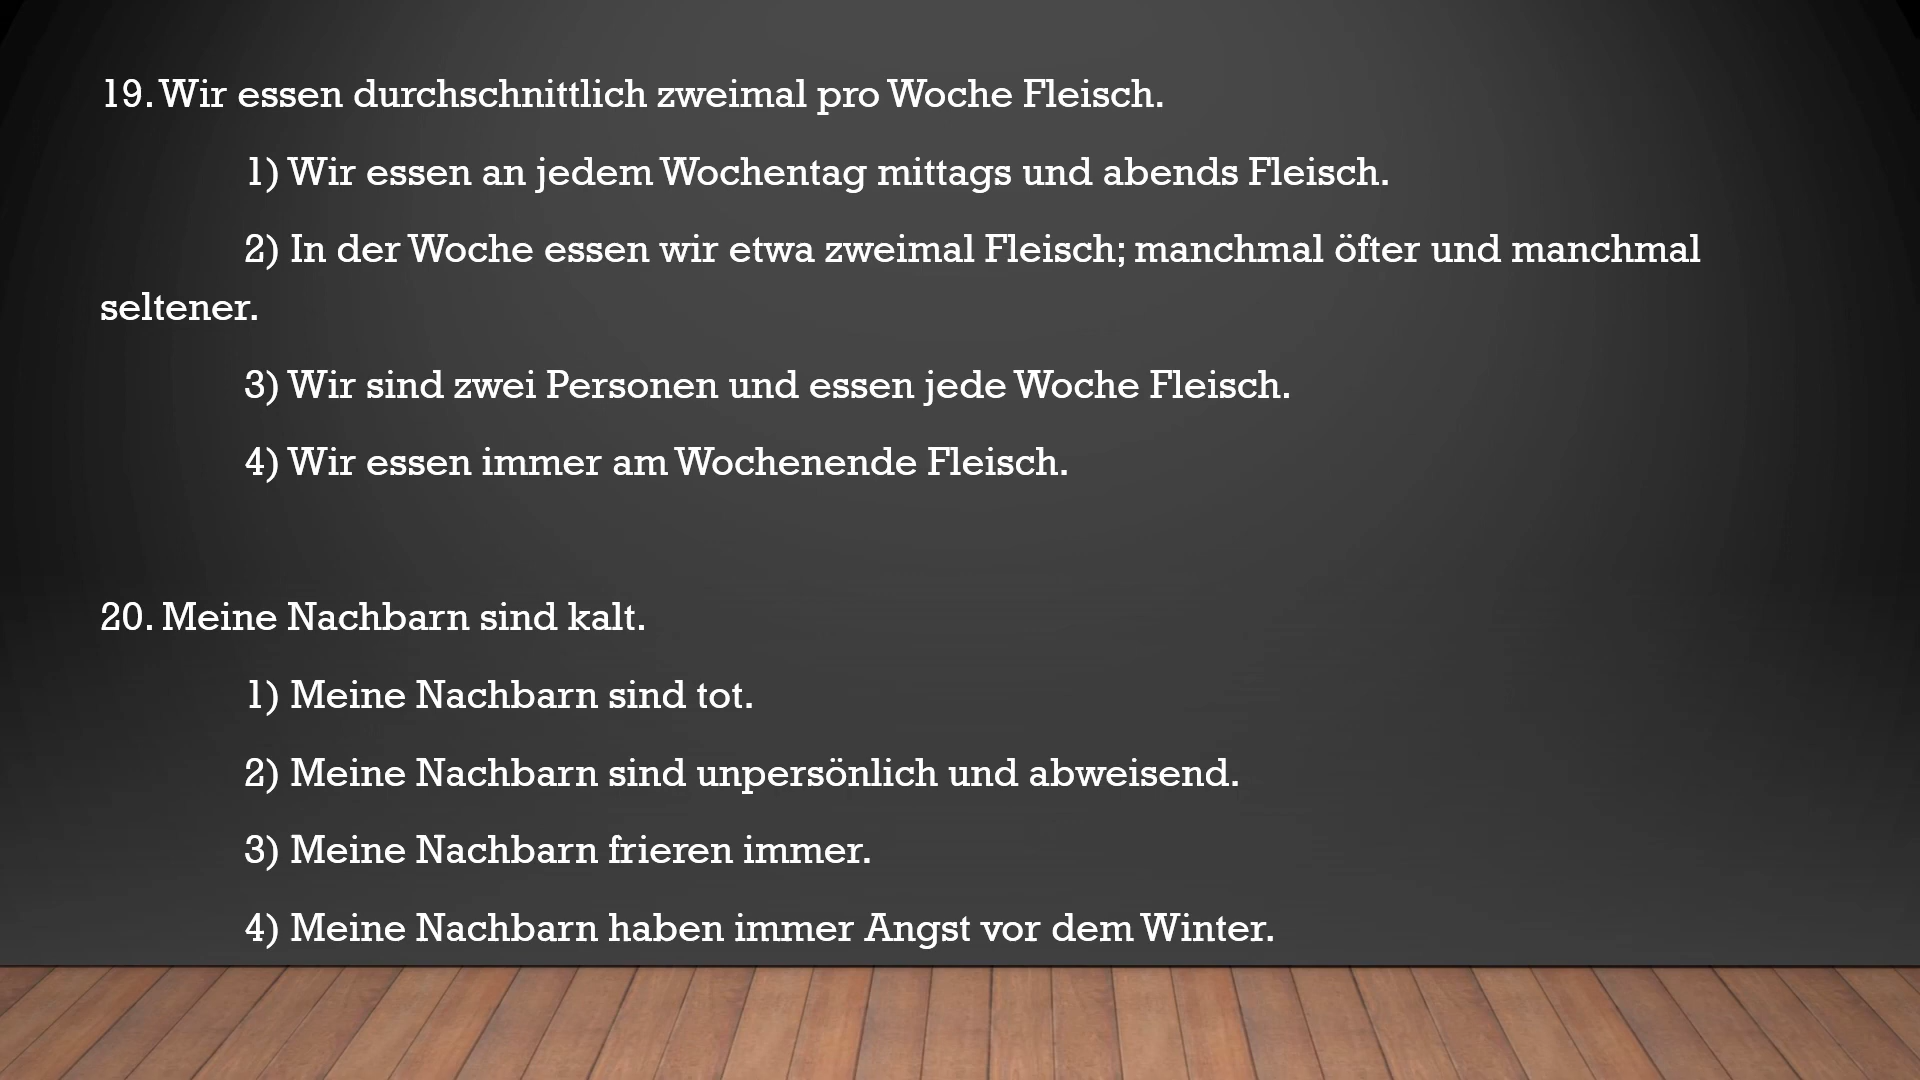 19. Wir essen durchschnittlich zweimal pro Woche Fleisch.
1) Wir essen an jedem Wochentag mittags und abends Fleisch.
2) In der Woche essen wir etwa zweimal Fleisch; manchmal öfter und manchmal
seltener.
3) Wir sind zwei Personen und essen jede Woche Fleisch.
4) Wir essen immer am Wochenende Fleisch.
20. Meine Nachbarn sind kalt.
1) Meine Nachbarn sind tot.
2) Meine Nachbarn sind unpersönlich und abweisend.
3) Meine Nachbarn frieren immer.
4) Meine Nachbarn haben immer Angst vor dem Winter.